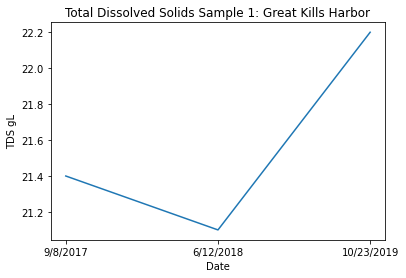 Total Dissolved Solids Sample 1: Great Kills Harbor
22.2
22.0
21.8
21.6
21.4
21.2
TDS gL
9/8/2017 6/12/2018 10/23/2019
Date